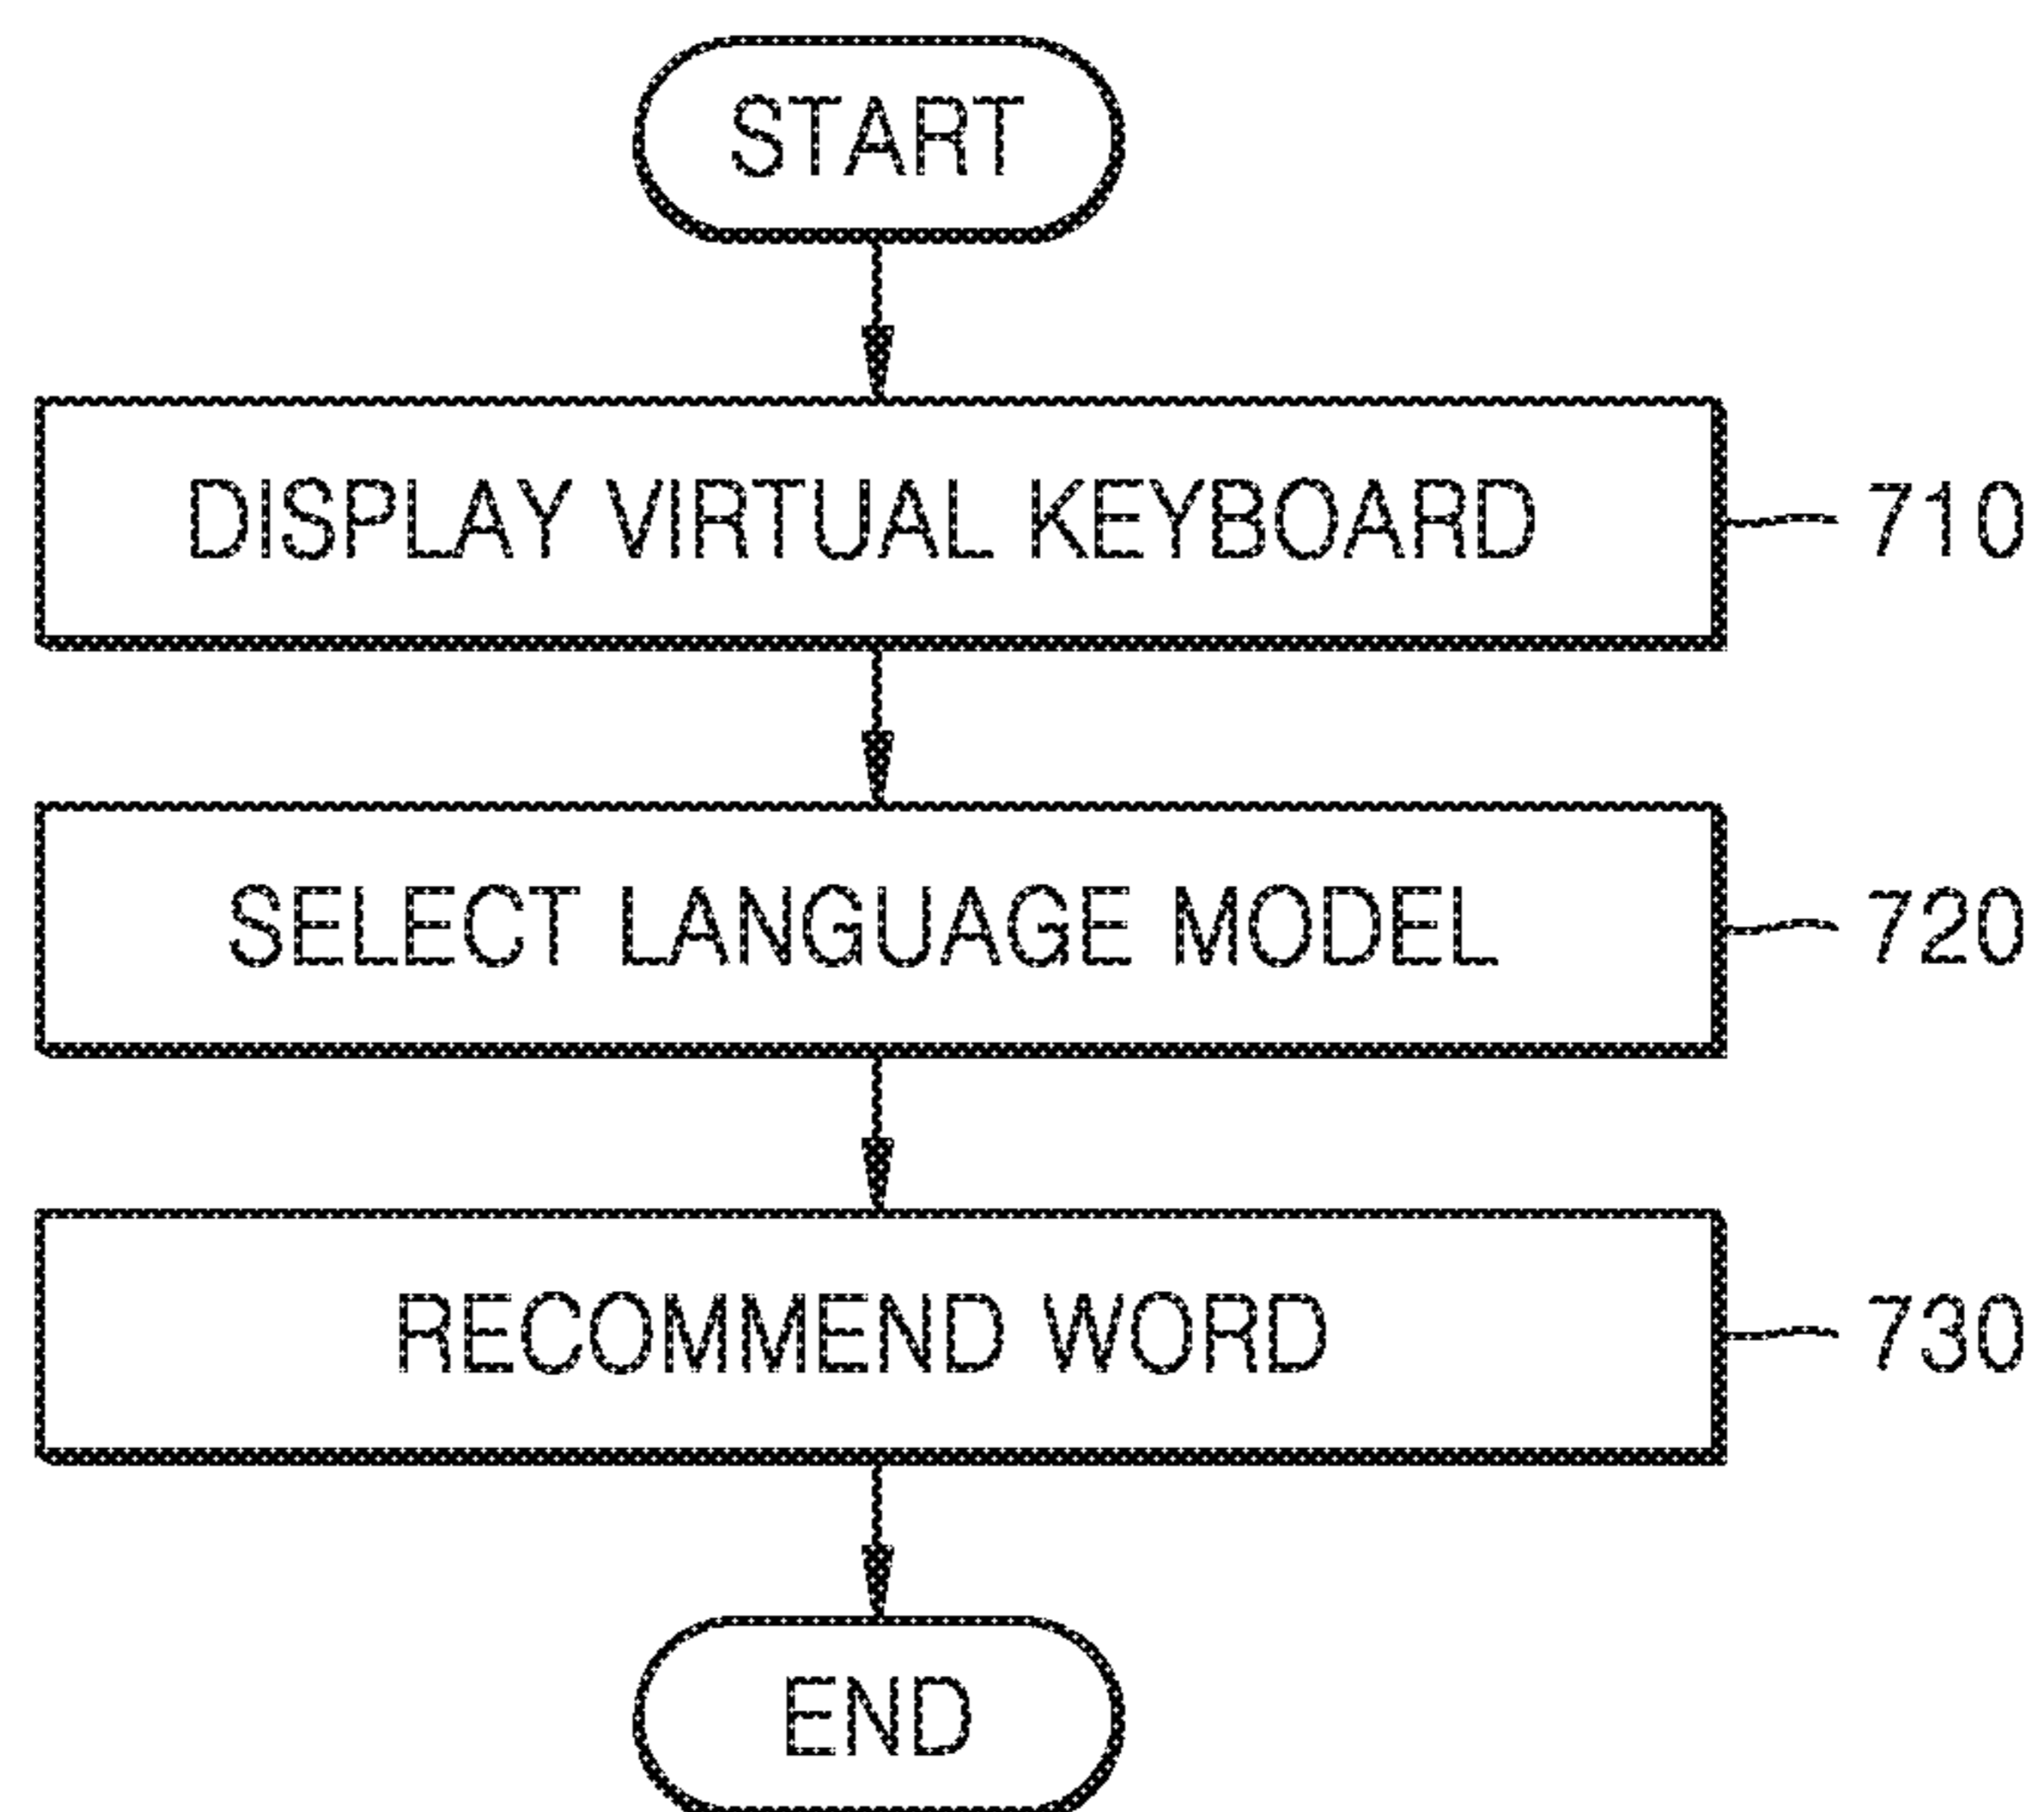 START
DISPLAY VIRTUAL KEYBOARD
710
SELECT LANGUAGE MODEL
720
RECOMMEND WORD
730
END